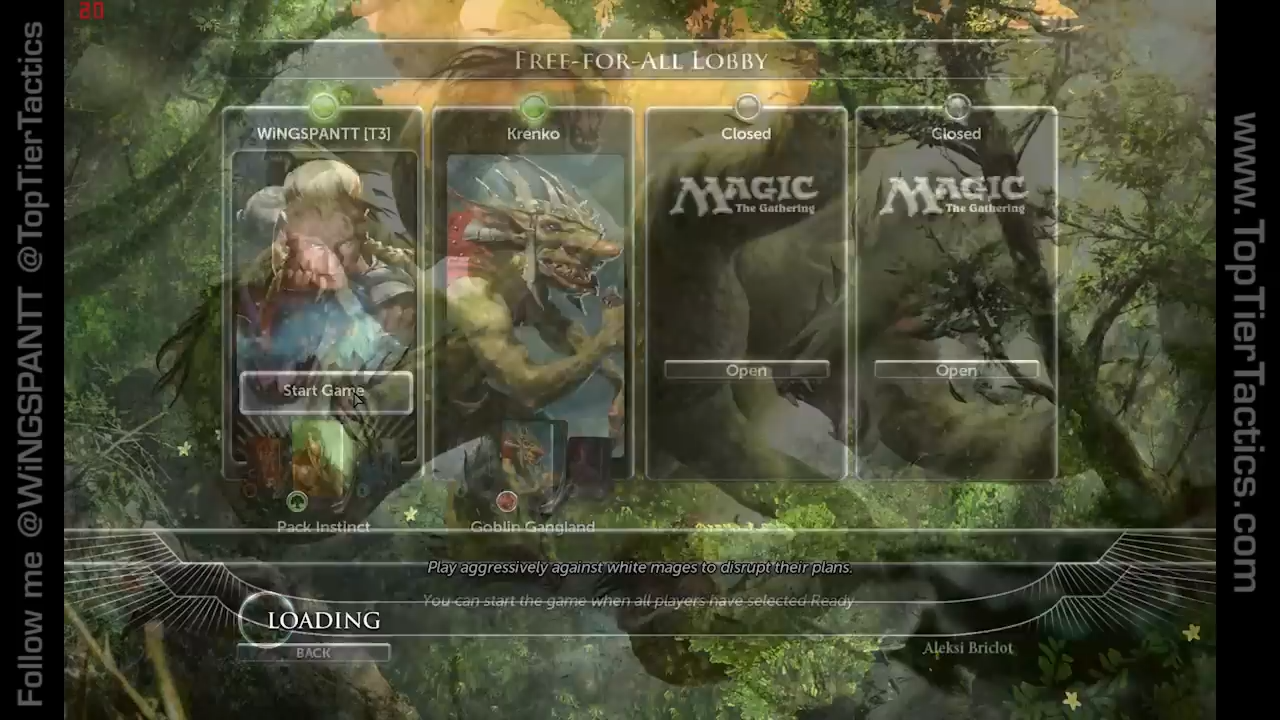 20
Follow me @WiNGSPANTT @TopTierTactics
FREE-FOR-ALL LOBBY
WiNGSPANTT [T3]
Krenko
Closed
Closed
MAGIC
The Gathering
MAGIC
The Gathering
Open
Open
Start Game
Pack Instinct
Goblin Gangland
Play aggressively against white mages to disrupt their plans.
You can start the game when all players have selected Ready
LOADING
BACK
Aleksi Briclot
www.TopTierTactics.com